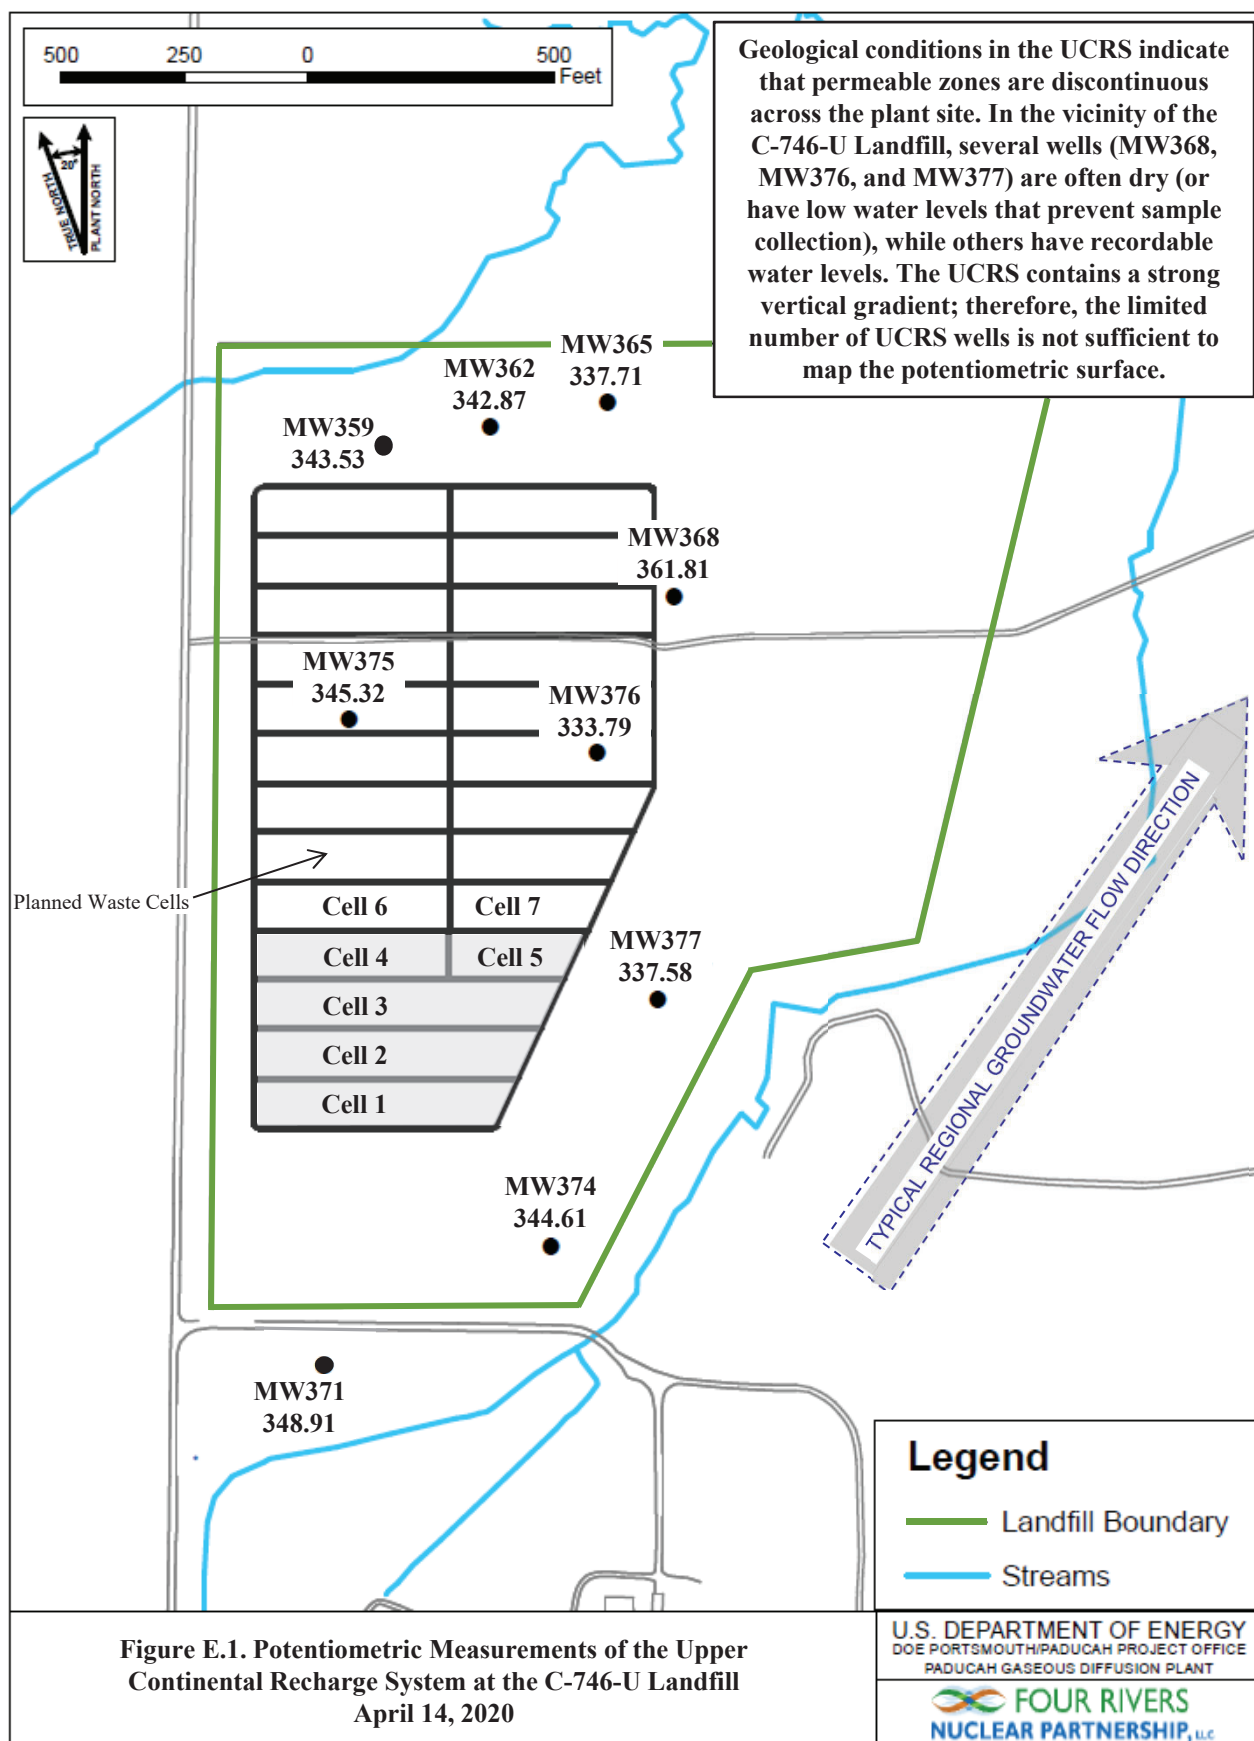 500 250 0 500
Feet
20°
TRUE NORTH
PLANT NORTH
Geological conditions in the UCRS indicate
that permeable zones are discontinuous
across the plant site. In the vicinity of the
C-746-U Landfill, several wells (MW368,
MW376, and MW377) are often dry (or
have low water levels that prevent sample
collection), while others have recordable
water levels. The UCRS contains a strong
vertical gradient; therefore, the limited
number of UCRS wells is not sufficient to
map the potentiometric surface.
MW365
337.71
MW362
342.87
MW359
343.53
MW368
361.81
MW375
345.32
MW376
333.79
Planned Waste Cells
Cell 6
Cell 7
Cell 4
Cell 5
Cell 3
Cell 2
Cell 1
MW377
337.58
TYPICAL REGIONAL GROUNDWATER FLOW DIRECTION
MW374
344.61
MW371
348.91
Legend
Landfill Boundary
Streams
Figure E.1. Potentiometric Measurements of the Upper
Continental Recharge System at the C-746-U Landfill
April 14, 2020
U.S. DEPARTMENT OF ENERGY
DOE PORTSMOUTH/PADUCAH PROJECT OFFICE
PADUCAH GASEOUS DIFFUSION PLANT
FOUR RIVERS
NUCLEAR PARTNERSHIP, LLC